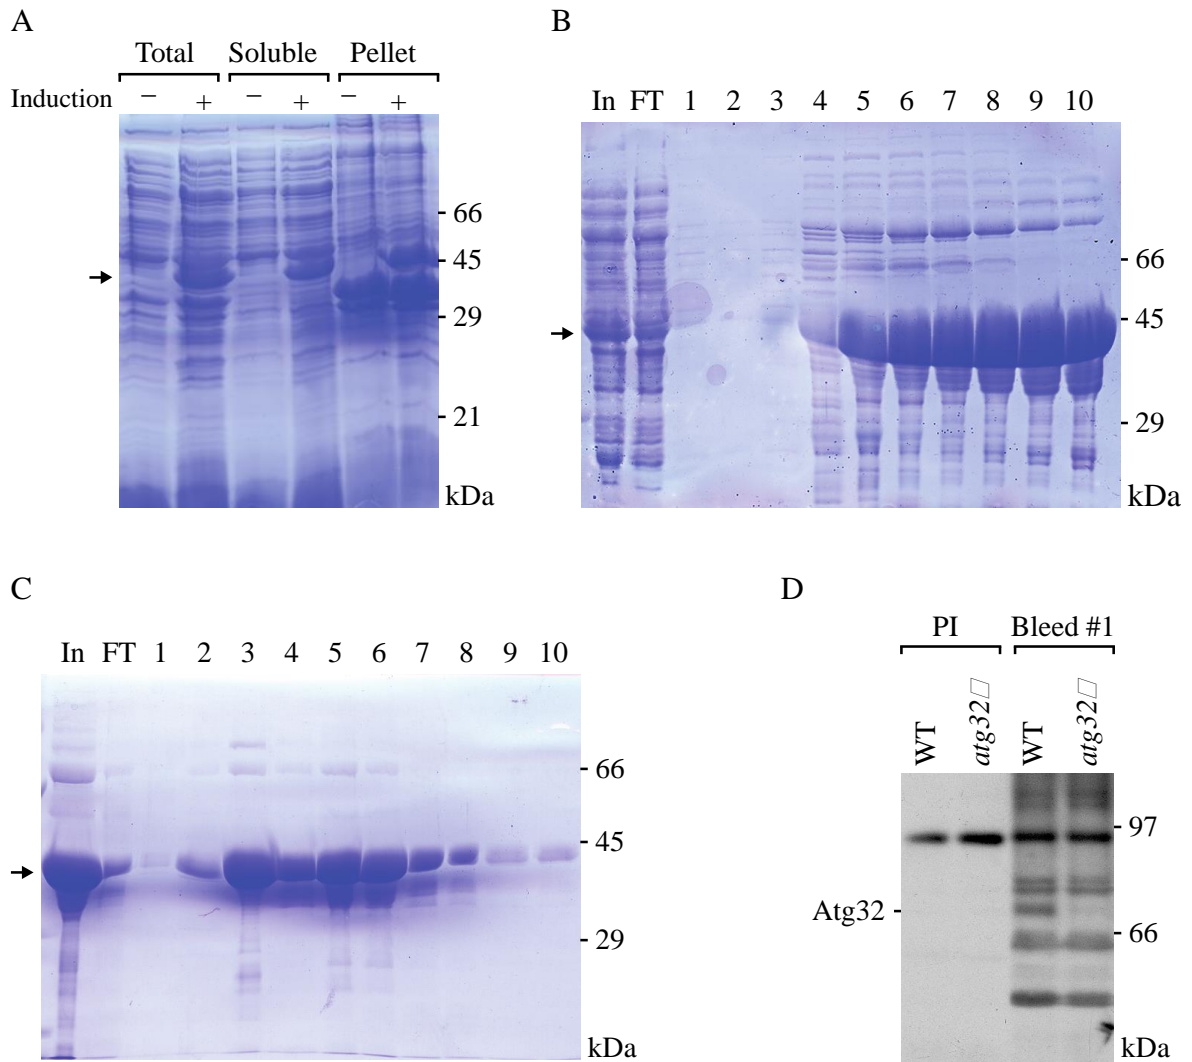 A
Total Soluble Pellet
Induction − + − + − +
66
45
29
21
kDa
B
In FT 1 2 3 4 5 6 7 8 9 10
66
45
29
kDa
C
In FT 1 2 3 4 5 6 7 8 9 10
66
45
29
kDa
D
PI Bleed #1
WT atg32□ WT atg32□
97
Atg32
66
kDa